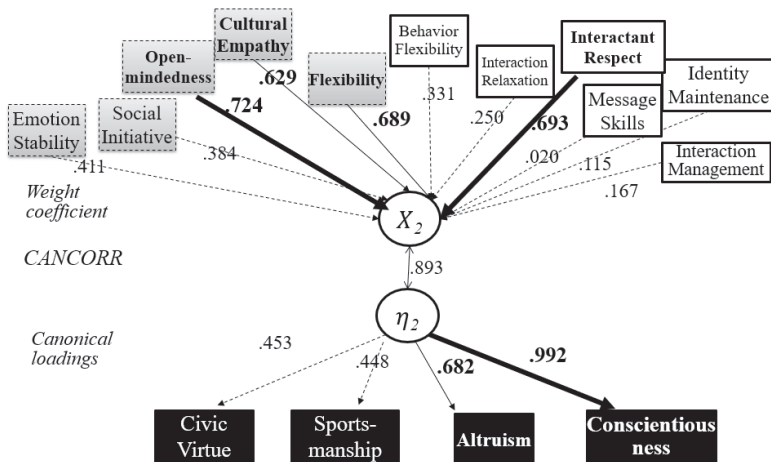 Cultural
Empathy
Behavior
Flexibility
Interactant
Respect
Open-
mindedness
Flexibility
Interaction
Relaxation
Identity
Maintenance
Emotion
Stability
Social
Initiative
Message
Skills
Interaction
Management
.629
.331
.724
.689
.250
.693
.411
.384
.020
.115
.167
Weight
coefficient
X2
CANCORR
.893
η2
Canonical
loadings
.453
.448
.682
.992
Civic
Virtue
Sports-
manship
Altruism
Conscientious
ness